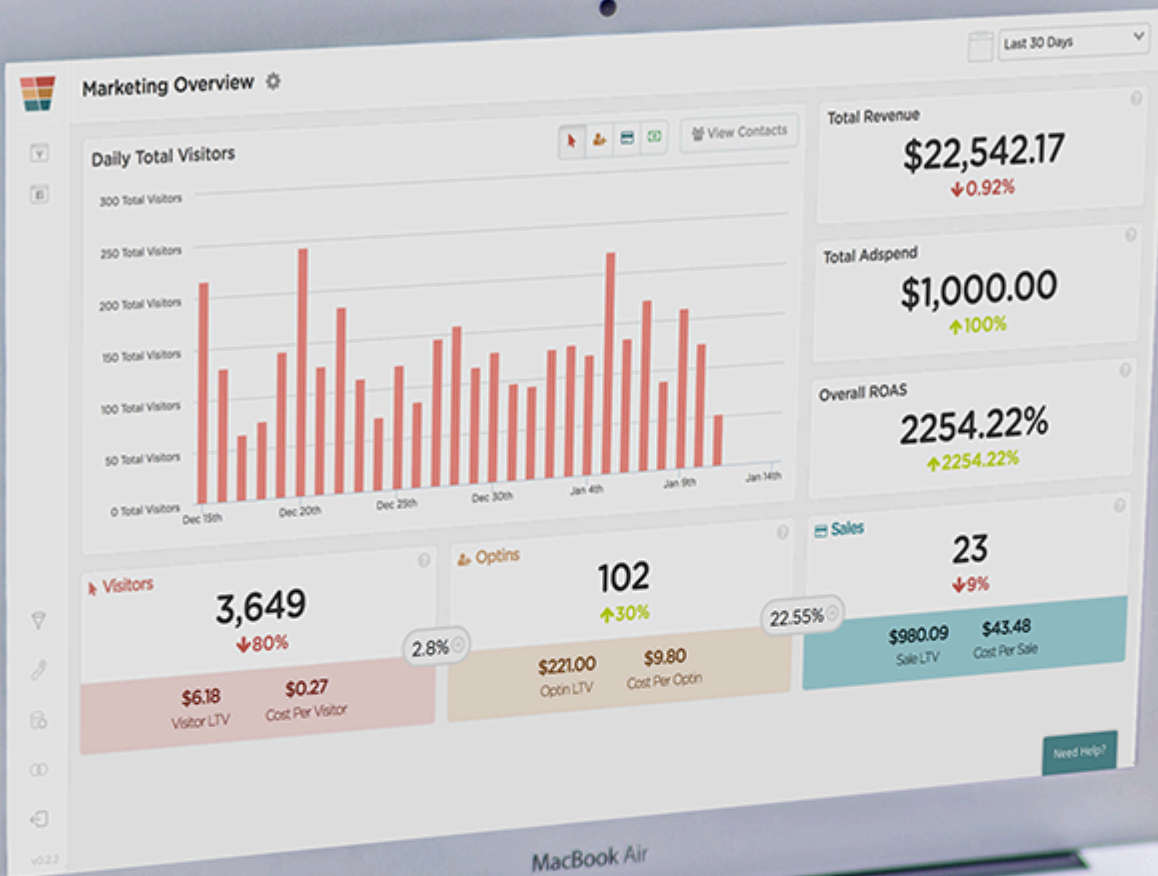 Marketing Overview
Last 30 Days
Daily Total Visitors
View Contacts
300 Total Visitors
250 Total Visitors
200 Total Visitors
150 Total Visitors
100 Total Visitors
50 Total Visitors
0 Total Visitors
Dec 15th
Dec 20th
Dec 25th
Dec 30th
Jan 4th
Jan 9th
Jan 14th
Total Revenue
$22,542.17
0.92%
Total Adspend
$1,000.00
100%
Overall ROAS
2254.22%
2254.22%
Visitors
3,649
80%
$6.18
$0.27
Visitor LTV
Cost Per Visitor
2.8%
Optins
102
30%
$221.00
$9.80
Optin LTV
Cost Per Optin
22.55%
Sales
23
9%
$980.09
$43.48
Sale LTV
Cost Per Sale
Need Help?
v0.2.2
MacBook Air